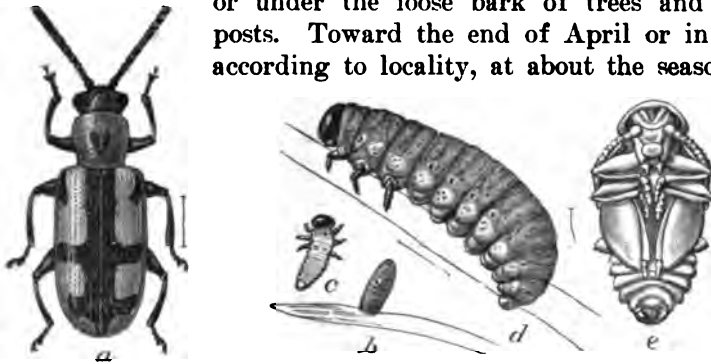 or under the loose bark of trees and
posts. Toward the end of April or in
according to locality, at about the seaso
a
b
c
d
e